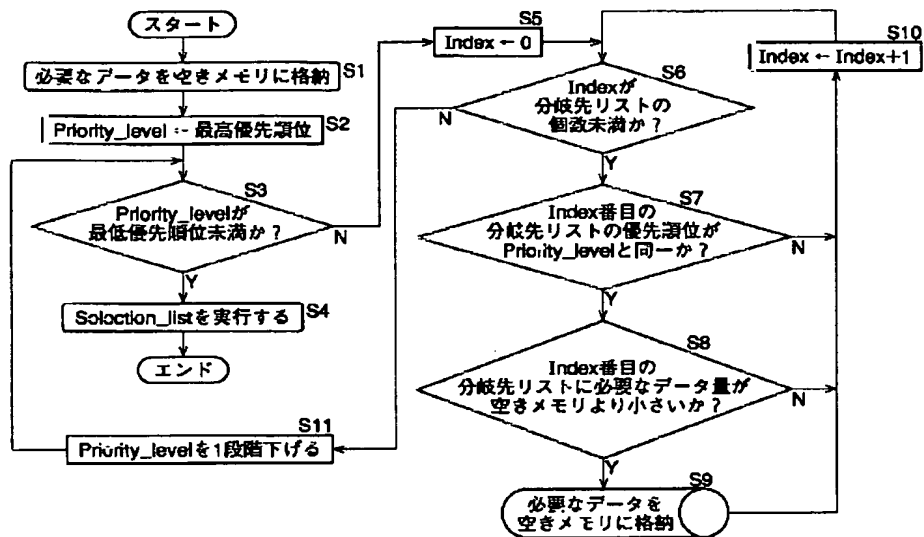 スタート
S1
必要なデータを空きメモリに格納
S2
Priority_level ← 最高優先順位
S3
Priority_levelが
最低優先順位未満か?
N
Y
S4
Soloction_listを実行する
エンド
S11
Priority_levelを1段階下げる
S5
Index ← 0
S6
Indexが
分岐先リストの
個数未満か?
N
Y
S7
Index番目の
分岐先リストの優先順位が
Priority_levelと同一か?
N
Y
S8
Index番目の
分岐先リストに必要なデータ量が
空きメモリより小さいか?
N
Y
S9
必要なデータを
空きメモリに格納
S10
Index ← Index+1